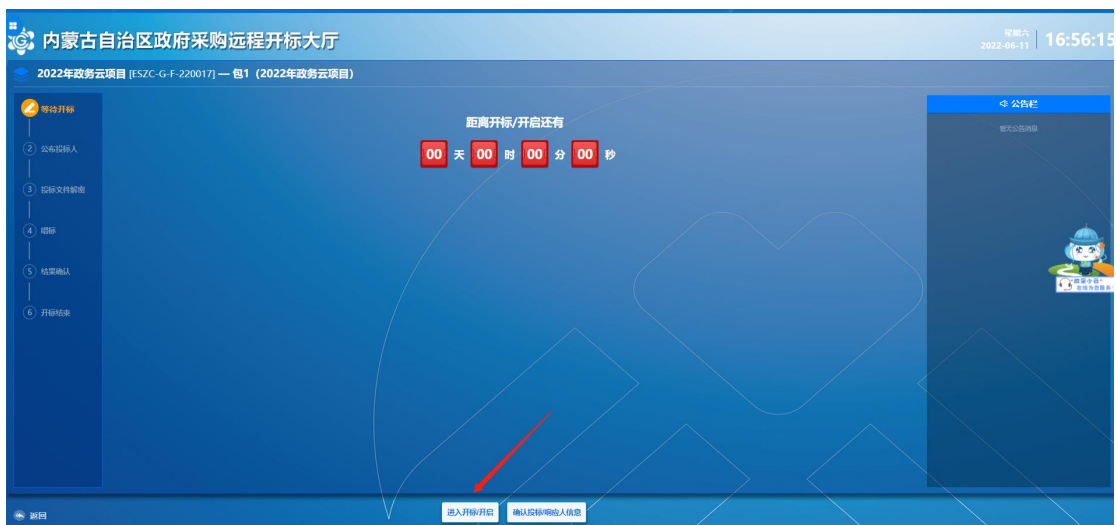 内蒙古自治区政府采购远程开标大厅
星期六
2022-06-11
16:56:15
2022年政务云项目 [ESZC-G-F-220017] — 包1（2022年政务云项目）
等待开标
2 公布投标人
3 投标文件解密
4 唱标
5 结果确认
6 开标结束
距离开标/开启还有
00 天 00 时 00 分 00 秒
公告栏
暂无公告消息
在线为您服务
返回
进入开标/开启
确认投标/响应人信息